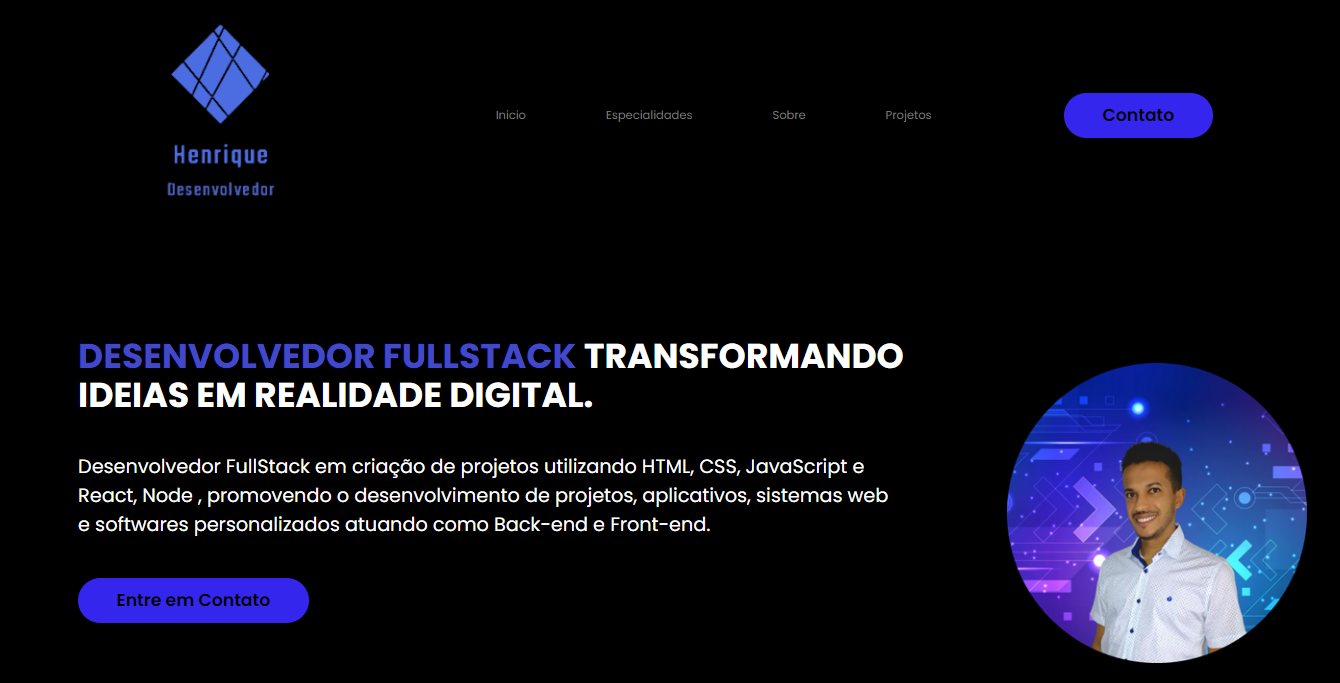 Henrique
Desenvolvedor
Inicio
Especialidades
Sobre
Projetos
Contato
DESENVOLVEDOR FULLSTACK TRANSFORMANDO
IDEIAS EM REALIDADE DIGITAL.
Desenvolvedor FullStack em criação de projetos utilizando HTML, CSS, JavaScript e
React, Node , promovendo o desenvolvimento de projetos, aplicativos, sistemas web
e softwares personalizados atuando como Back-end e Front-end.
Entre em Contato